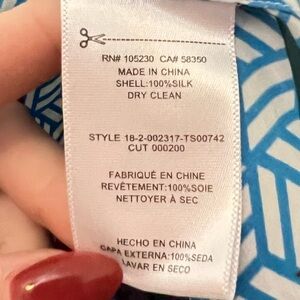 RN# 105230 CA# 58350
MADE IN CHINA
SHELL:100%SILK
DRY CLEAN
STYLE 18-2-002317-TS00742
CUT 000200
FABRIQUÉ EN CHINE
REVÊTEMENT:100%SOIE
NETTOYER À SEC
HECHO EN CHINA
CAPA EXTERNA:100%SEDA
LAVAR EN SECO